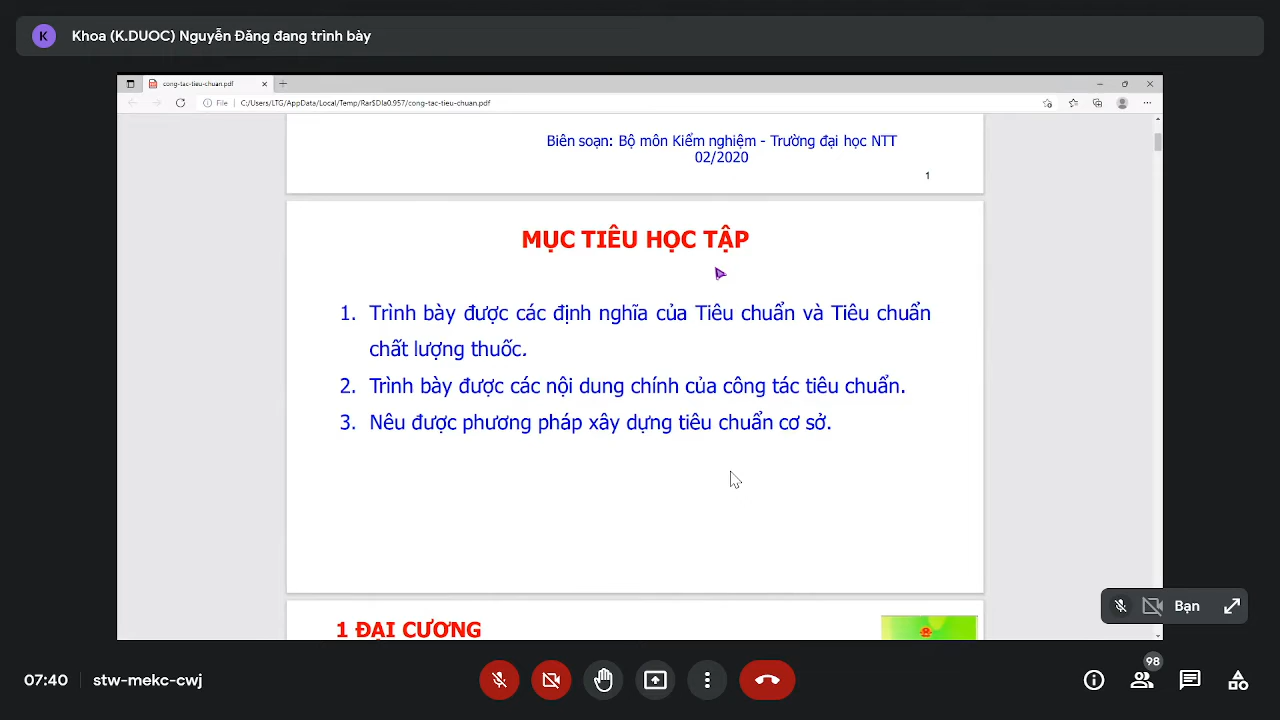 K
Khoa (K.DUOC) Nguyễn Đăng đang trình bày
cong-tac-tieu-chuan.pdf
File
C:/Users/LTG/AppData/Local/Temp/Rar$DIa0.957/cong-tac-tieu-chuan.pdf
Biên soạn: Bộ môn Kiểm nghiệm - Trường đại học NTT
02/2020
1
MỤC TIÊU HỌC TẬP
1. Trình bày được các định nghĩa của Tiêu chuẩn và Tiêu chuẩn
chất lượng thuốc.
2. Trình bày được các nội dung chính của công tác tiêu chuẩn.
3. Nêu được phương pháp xây dựng tiêu chuẩn cơ sở.
1 ĐẠI CƯƠNG
Bạn
07:40
stw-mekc-cwj
98